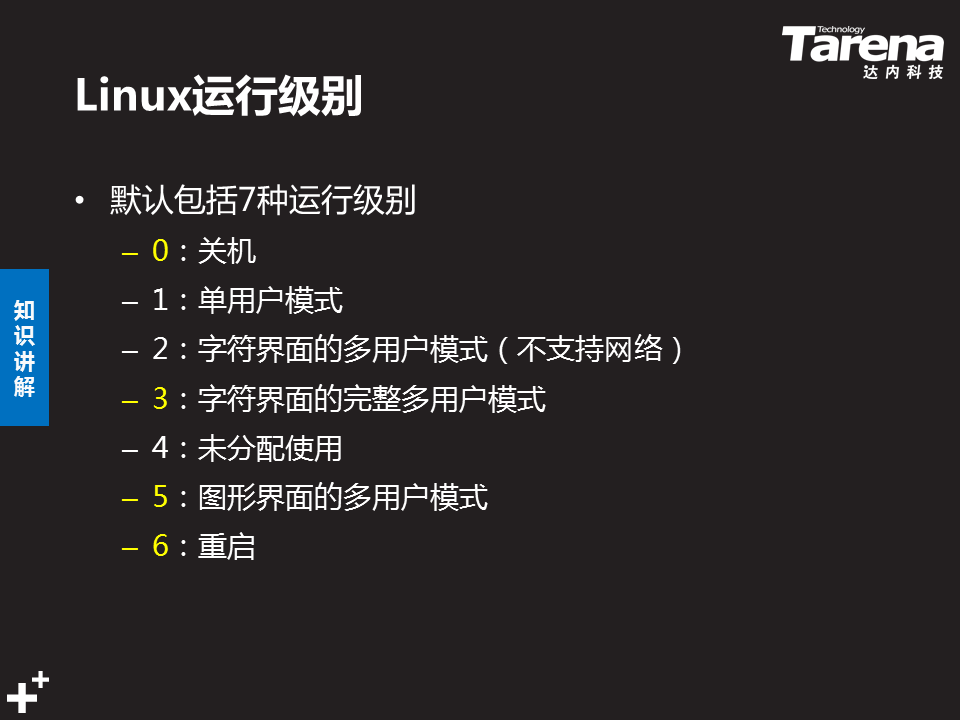 Technology
Tarena
达内科技
Linux运行级别
• 默认包括7种运行级别
– 0：关机
– 1：单用户模式
– 2：字符界面的多用户模式（不支持网络）
– 3：字符界面的完整多用户模式
– 4：未分配使用
– 5：图形界面的多用户模式
– 6：重启
知识讲解